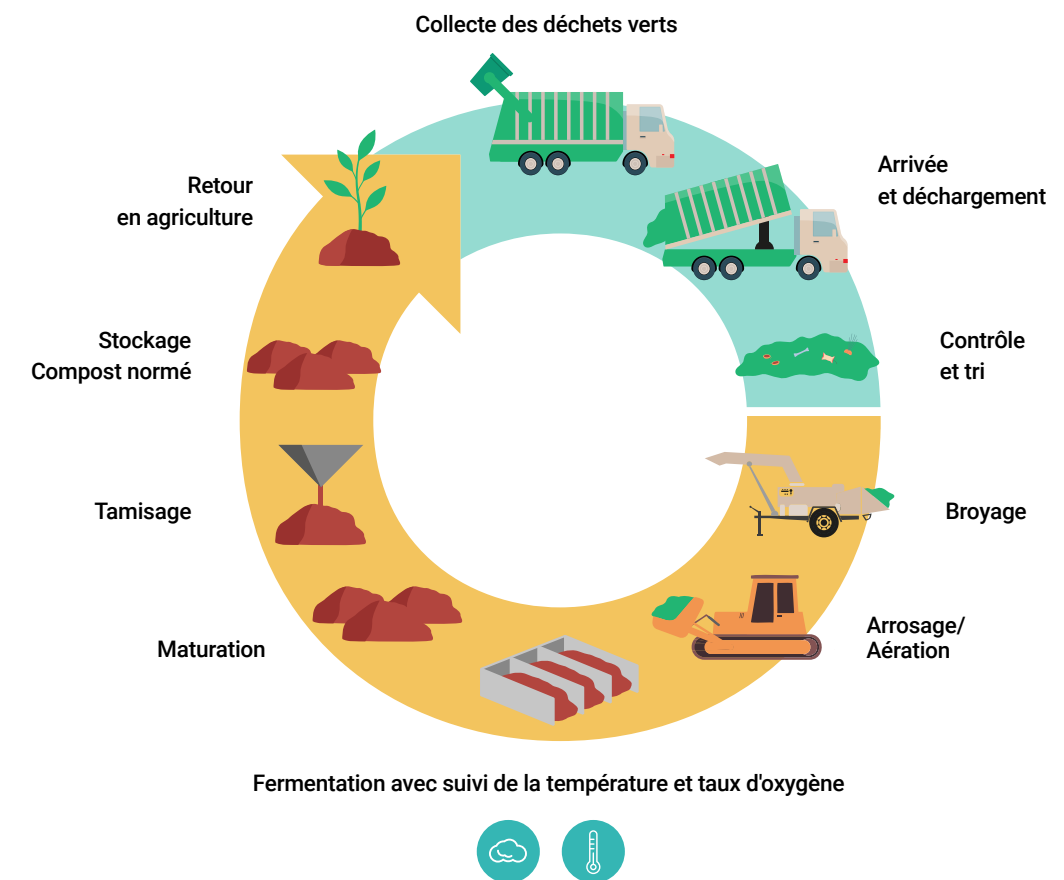 Collecte des déchets verts
Arrivée
et déchargement
Contrôle
et tri
Broyage
Arrosage/
Aération
Fermentation avec suivi de la température et taux d'oxygène
Maturation
Tamisage
Stockage
Compost normé
Retour
en agriculture